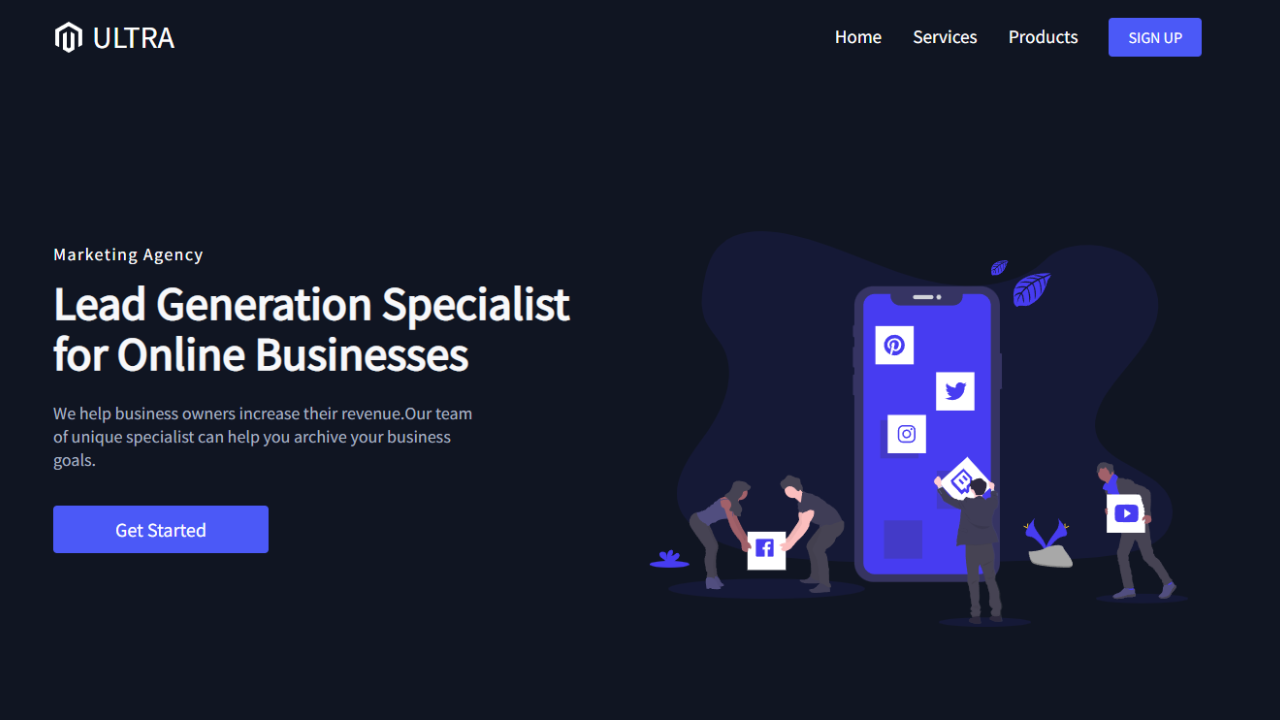 ULTRA
Home Services Products SIGN UP
Marketing Agency
Lead Generation Specialist
for Online Businesses
We help business owners increase their revenue.Our team
of unique specialist can help you archive your business
goals.
Get Started